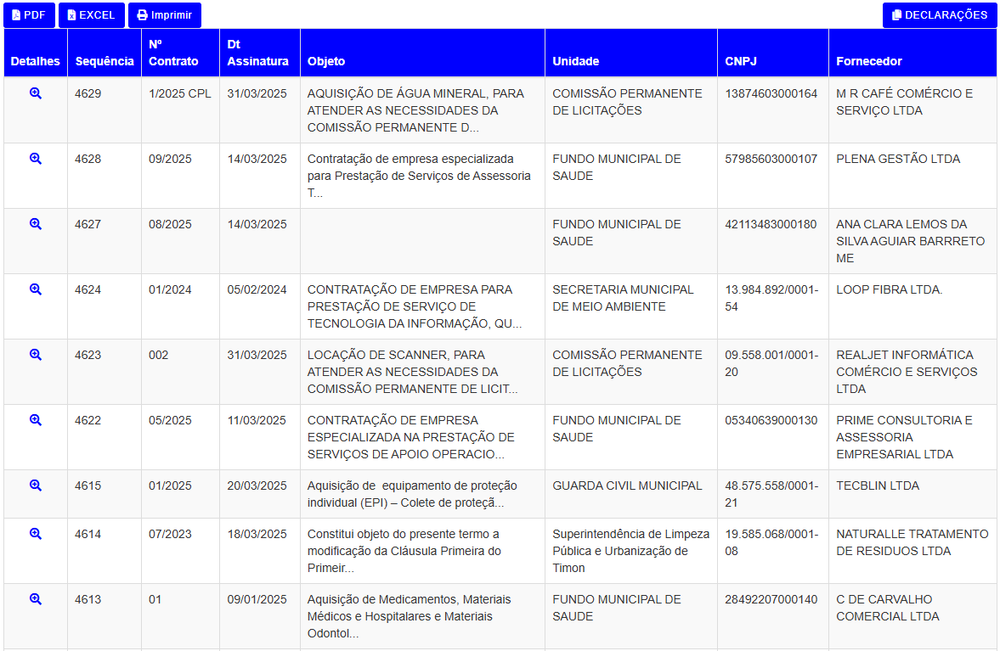 PDF EXCEL Imprimir DECLARAÇÕES
Detalhes Sequência Nº Contrato Dt Assinatura Objeto Unidade CNPJ Fornecedor
4629 1/2025 CPL 31/03/2025 AQUISIÇÃO DE ÁGUA MINERAL, PARA COMISSÃO PERMANENTE 13874603000164 M R CAFÉ COMÉRCIO E
ATENDER AS NECESSIDADES DA DE LICITAÇÕES SERVIÇO LTDA
COMISSÃO PERMANENTE D...
4628 09/2025 14/03/2025 Contratação de empresa especializada FUNDO MUNICIPAL DE 57985603000107 PLENA GESTÃO LTDA
para Prestação de Serviços de Assessoria SAUDE
T...
4627 08/2025 14/03/2025 FUNDO MUNICIPAL DE 42113483000180 ANA CLARA LEMOS DA
SAUDE SILVA AGUIAR BARRRETO
ME
4624 01/2024 05/02/2024 CONTRATAÇÃO DE EMPRESA PARA SECRETARIA MUNICIPAL 13.984.892/0001- LOOP FIBRA LTDA.
PRESTAÇÃO DE SERVIÇO DE DE MEIO AMBIENTE 54
TECNOLOGIA DA INFORMAÇÃO, QU...
4623 002 31/03/2025 LOCAÇÃO DE SCANNER, PARA COMISSÃO PERMANENTE 09.558.001/0001- REALJET INFORMÁTICA
ATENDER AS NECESSIDADES DA DE LICITAÇÕES 20 COMÉRCIO E SERVIÇOS
COMISSÃO PERMANENTE DE LICIT... LTDA
4622 05/2025 11/03/2025 CONTRATAÇÃO DE EMPRESA FUNDO MUNICIPAL DE 05340639000130 PRIME CONSULTORIA E
ESPECIALIZADA NA PRESTAÇÃO DE SAUDE ASSESSORIA
SERVIÇOS DE APOIO OPERACIO... EMPRESARIAL LTDA
4615 01/2025 20/03/2025 Aquisição de equipamento de proteção GUARDA CIVIL MUNICIPAL 48.575.558/0001- TECBLIN LTDA
individual (EPI) – Colete de proteçã... 21
4614 07/2023 18/03/2025 Constitui objeto do presente termo a Superintendência de Limpeza 19.585.068/0001- NATURALLE TRATAMENTO
modificação da Cláusula Primeira do Pública e Urbanização de 08 DE RESIDUOS LTDA
Primeir... Timon
4613 01 09/01/2025 Aquisição de Medicamentos, Materiais FUNDO MUNICIPAL DE 28492207000140 C DE CARVALHO
Médicos e Hospitalares e Materiais SAUDE COMERCIAL LTDA
Odontol...